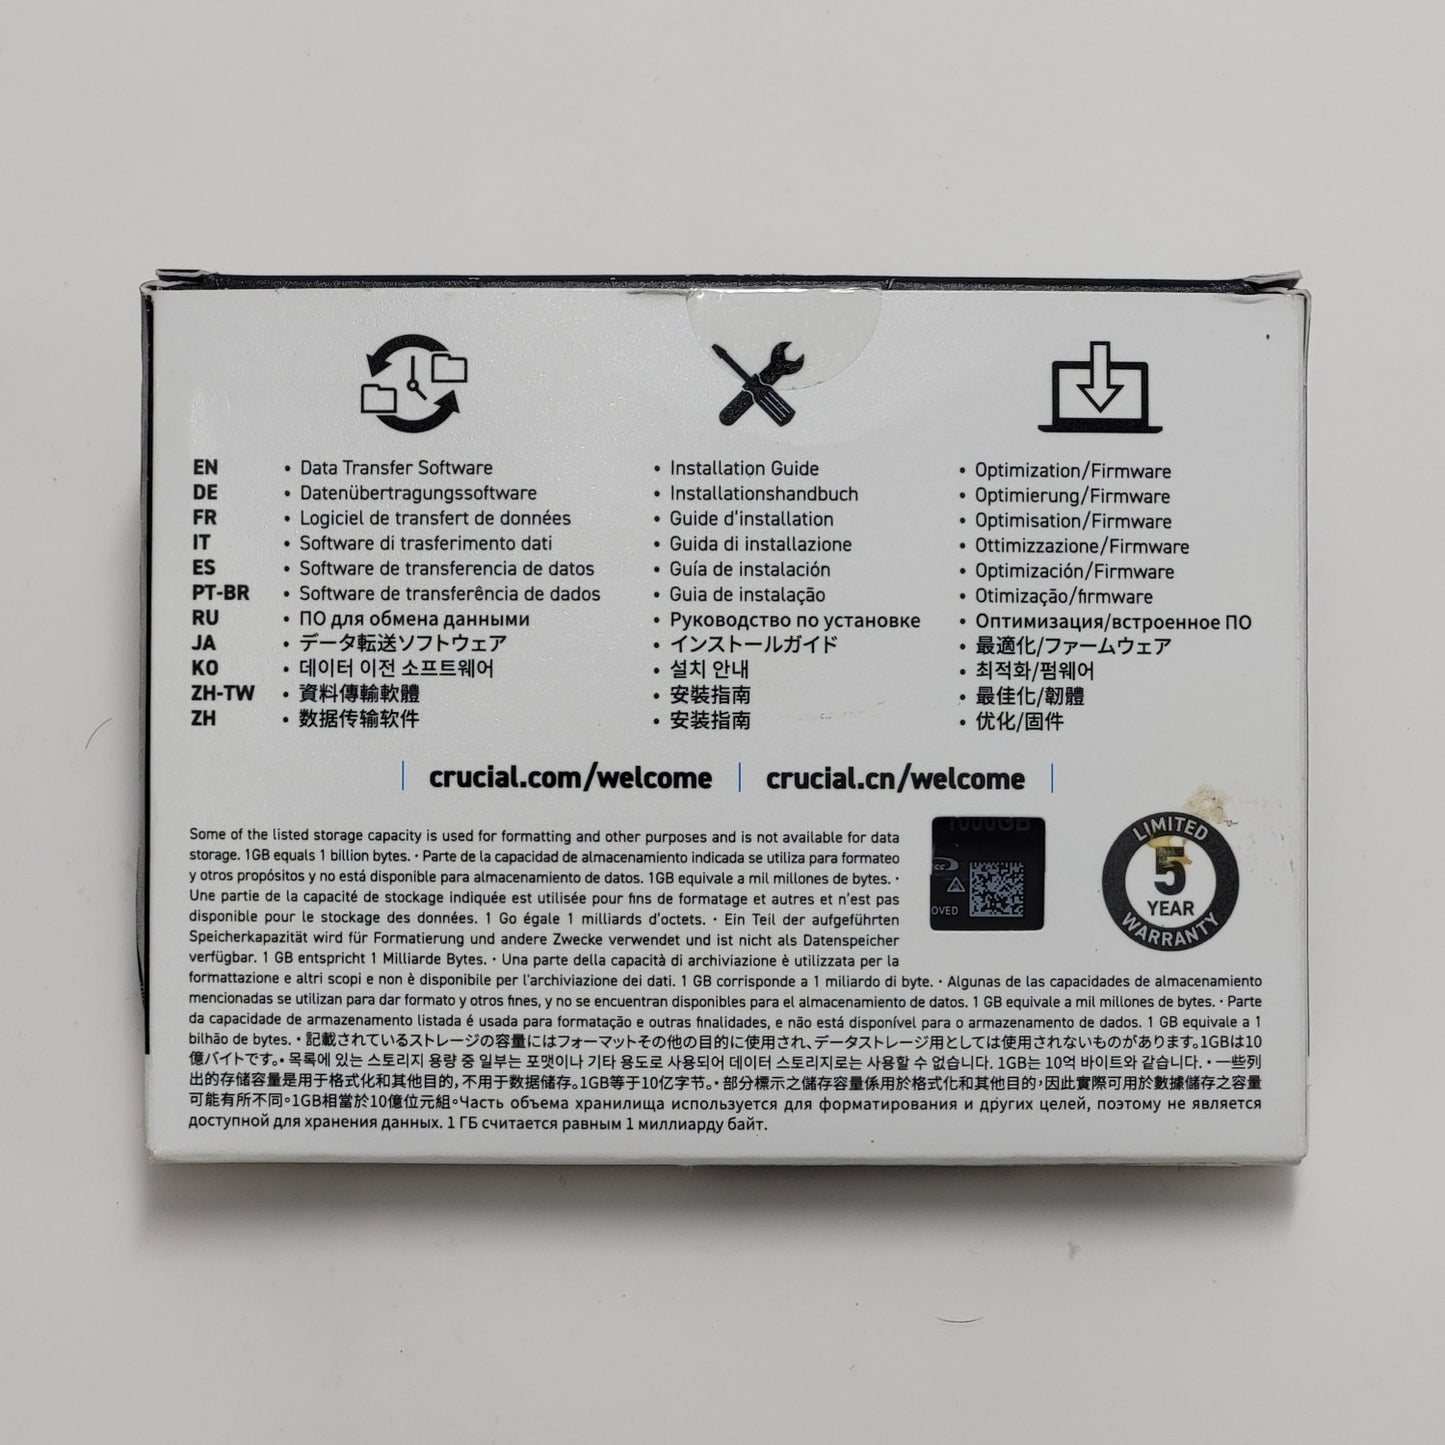 EN • Data Transfer Software • Installation Guide • Optimization/Firmware
DE • Datenübertragungssoftware • Installationshandbuch • Optimierung/Firmware
FR • Logiciel de transfert de données • Guide d'installation • Optimisation/Firmware
IT • Software di trasferimento dati • Guida di installazione • Ottimizzazione/Firmware
ES • Software de transferencia de datos • Guía de instalación • Optimización/Firmware
PT-BR • Software de transferência de dados • Guia de instalação • Otimização/firmware
RU • ПО для обмена данными • Руководство по установке • Оптимизация/встроенное ПО
JA • データ転送ソフトウェア • インストールガイド • 最適化/ファームウェア
KO • 데이터 이전 소프트웨어 • 설치 안내 • 최적화/펌웨어
ZH-TW • 資料傳輸軟體 • 安裝指南 • 最佳化/韌體
ZH • 数据传输软件 • 安装指南 • 优化/固件
crucial.com/welcome | crucial.cn/welcome
Some of the listed storage capacity is used for formatting and other purposes and is not available for data
storage. 1GB equals 1 billion bytes. • Parte de la capacidad de almacenamiento indicada se utiliza para formateo
y otros propósitos y no está disponible para almacenamiento de datos. 1GB equivale a mil millones de bytes. •
Une partie de la capacité de stockage indiquée est utilisée pour fins de formatage et autres et n'est pas
disponible pour le stockage des données. 1 Go égale 1 milliards d'octets. • Ein Teil der aufgeführten
Speicherkapazität wird für Formatierung und andere Zwecke verwendet und ist nicht als Datenspeicher
verfügbar. 1 GB entspricht 1 Milliarde Bytes. • Una parte della capacità di archiviazione è utilizzata per la
formattazione e altri scopi e non è disponibile per l'archiviazione dei dati. 1 GB corrisponde a 1 miliardo di byte. • Algunas de las capacidades de almacenamiento
mencionadas se utilizan para dar formato y otros fines, y no se encuentran disponibles para el almacenamiento de datos. 1 GB equivale a mil millones de bytes. • Parte
da capacidade de armazenamento listada é usada para formatação e outras finalidades, e não está disponível para o armazenamento de dados. 1 GB equivale a 1
bilhão de bytes. • 記載されているストレージの容量にはフォーマットその他の目的に使用され、データストレージ用としては使用されないものがあります。1GBは10
億バイトです。• 목록에 있는 스토리지 용량 중 일부는 포맷이나 기타 용도로 사용되어 데이터 스토리지로는 사용할 수 없습니다. 1GB는 10억 바이트와 같습니다. • 一些列
出的存储容量是用于格式化和其他目的，不用于数据储存。1GB等于10亿字节。• 部分標示之儲存容量係用於格式化和其他目的，因此實際可用於數據儲存之容量
可能有所不同。1GB相當於10億位元組。Часть объема хранилища используется для форматирования и других целей, поэтому не является
доступной для хранения данных. 1 ГБ считается равным 1 миллиарду байт.
1000GB
OVED
LIMITED
5
YEAR
WARRANTY